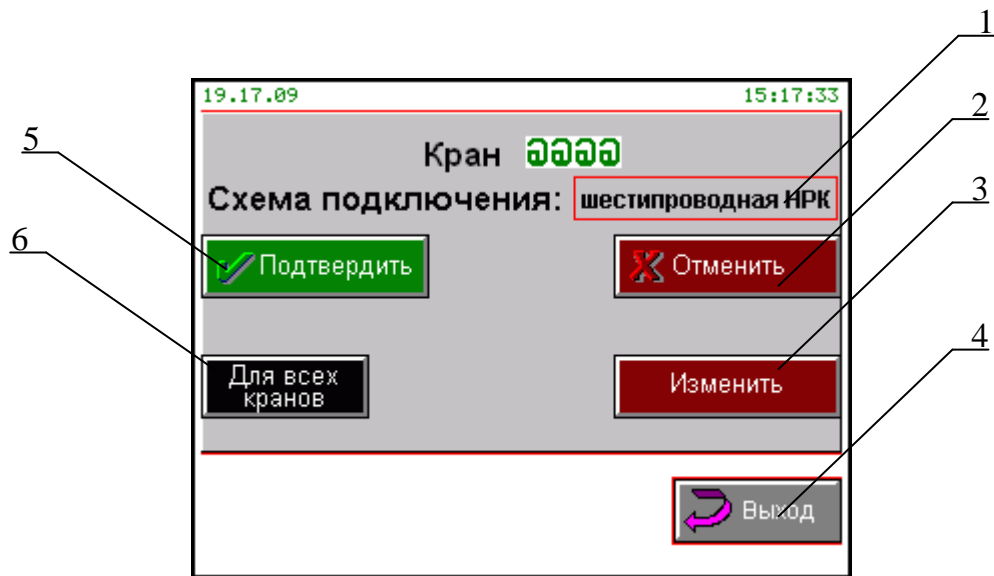 1
19.17.09 15:17:33
2
5
Кран
Схема подключения: шестипроводная НРК
3
6
Подтвердить Отменить
4
Для всех
кранов
Изменить
Выход